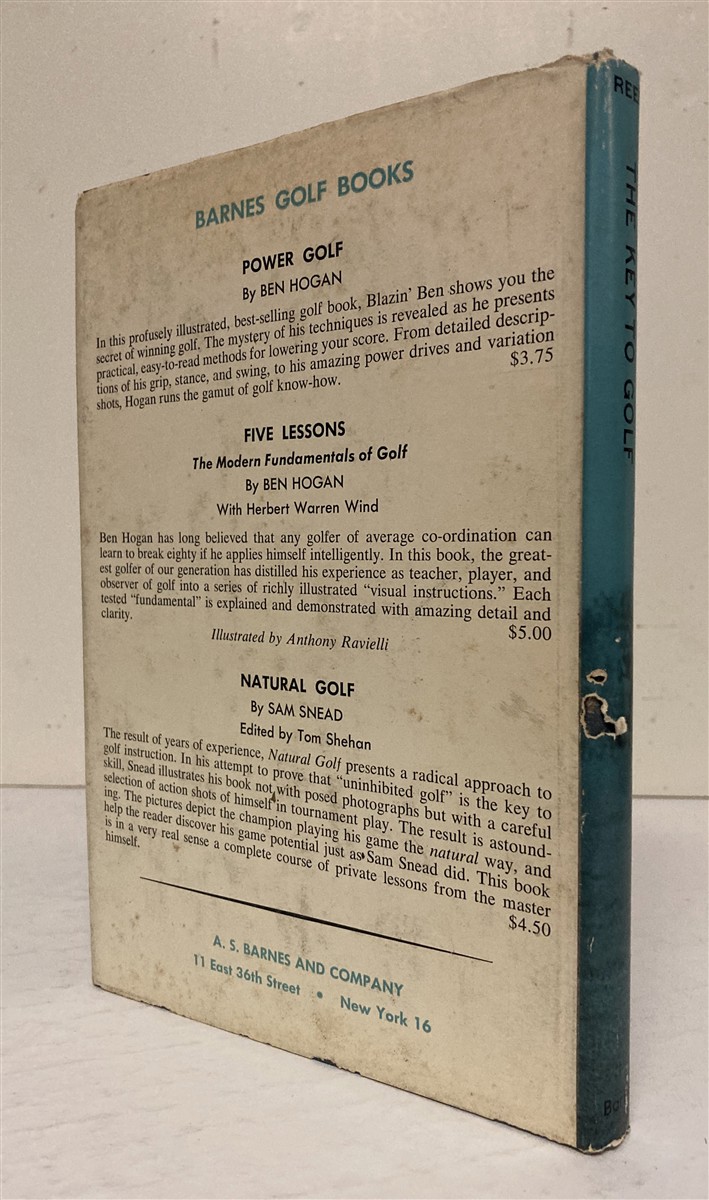 BARNES GOLF BOOKS
POWER GOLF
By BEN HOGAN
In this profusely illustrated, best-selling golf book, Blazin' Ben shows you the
secret of winning golf. The mystery of his techniques is revealed as he presents
practical, easy-to-read methods for lowering your score. From detailed descrip-
tions of his grip, stance, and swing, to his amazing power drives and variation
shots, Hogan runs the gamut of golf know-how.
$3.75
FIVE LESSONS
The Modern Fundamentals of Golf
By BEN HOGAN
With Herbert Warren Wind
Ben Hogan has long believed that any golfer of average co-ordination can
learn to break eighty if he applies himself intelligently. In this book, the great-
est golfer of our generation has distilled his experience as teacher, player, and
observer of golf into a series of richly illustrated "visual instructions." Each
tested "fundamental" is explained and demonstrated with amazing detail and
clarity.
$5.00
Illustrated by Anthony Ravielli
NATURAL GOLF
By SAM SNEAD
Edited by Tom Shehan
The result of years of experience, Natural Golf presents a radical approach to
golf instruction. In his attempt to prove that "uninhibited golf" is the key to
skill, Snead illustrates his book not with posed photographs but with a careful
selection of action shots of himself in tournament play. The result is astound-
ing. The pictures depict the champion playing his game the natural way, and
help the reader discover his game potential just as Sam Snead did. This book
is in a very real sense a complete course of private lessons from the master
himself.
$4.50
A. S. BARNES AND COMPANY
11 East 36th Street • New York 16
REE
THE KEY TO GOLF